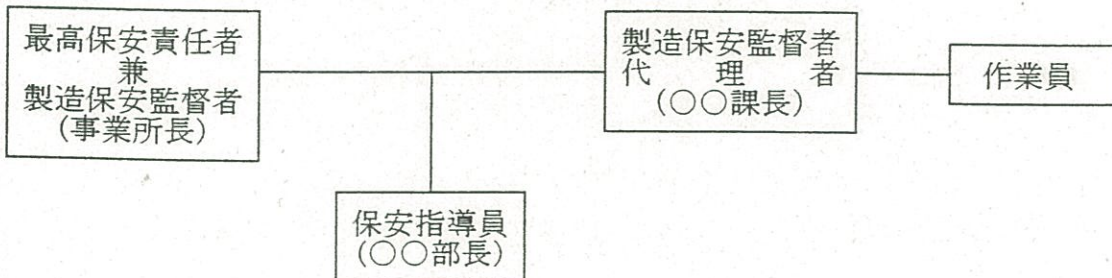 最高保安責任者
兼
製造保安監督者
(事業所長)
製造保安監督者
代理者
(○○課長)
作業員
保安指導員
(○○部長)